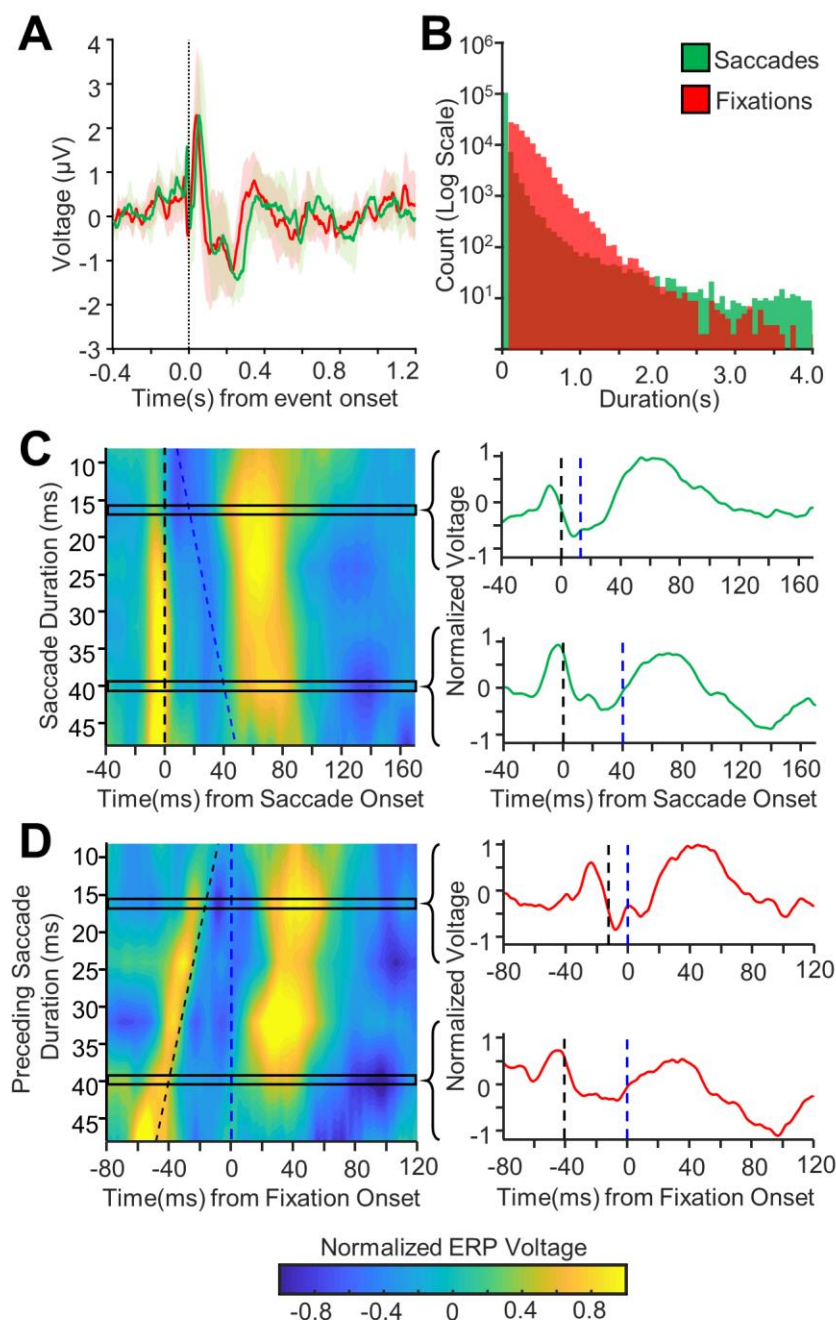 A
Voltage (µV)
4
3
2
1
0
-1
-2
-3
-0.4 0.0 0.4 0.8 1.2
Time(s) from event onset
B
Saccades
Fixations
Count (Log Scale)
10^6
10^5
10^4
10^3
10^2
10^1
0 1.0 2.0 3.0 4.0
Duration(s)
C
Saccade Duration (ms)
10
15
20
25
30
35
40
45
-40 0 40 80 120 160
Time(ms) from Saccade Onset
Normalized Voltage
1
0
-1
-40 0 40 80 120 160
1
0
-1
-40 0 40 80 120 160
Time(ms) from Saccade Onset
D
Preceding Saccade
Duration (ms)
10
15
20
25
30
35
40
45
-80 -40 0 40 80 120
Time(ms) from Fixation Onset
Normalized Voltage
1
0
-1
-80 -40 0 40 80 120
1
0
-1
-80 -40 0 40 80 120
Time(ms) from Fixation Onset
Normalized ERP Voltage
-0.8 -0.4 0 0.4 0.8